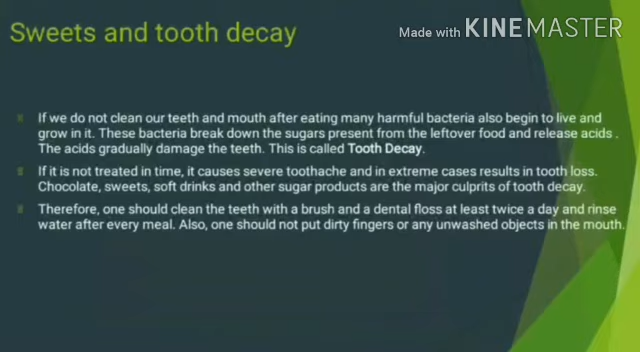 Sweets and tooth decay
Made with KINEMASTER
If we do not clean our teeth and mouth after eating many harmful bacteria also begin to live and
grow in it. These bacteria break down the sugars present from the leftover food and release acids .
The acids gradually damage the teeth. This is called Tooth Decay.
If it is not treated in time, it causes severe toothache and in extreme cases results in tooth loss.
Chocolate, sweets, soft drinks and other sugar products are the major culprits of tooth decay.
Therefore, one should clean the teeth with a brush and a dental floss at least twice a day and rinse
water after every meal. Also, one should not put dirty fingers or any unwashed objects in the mouth.